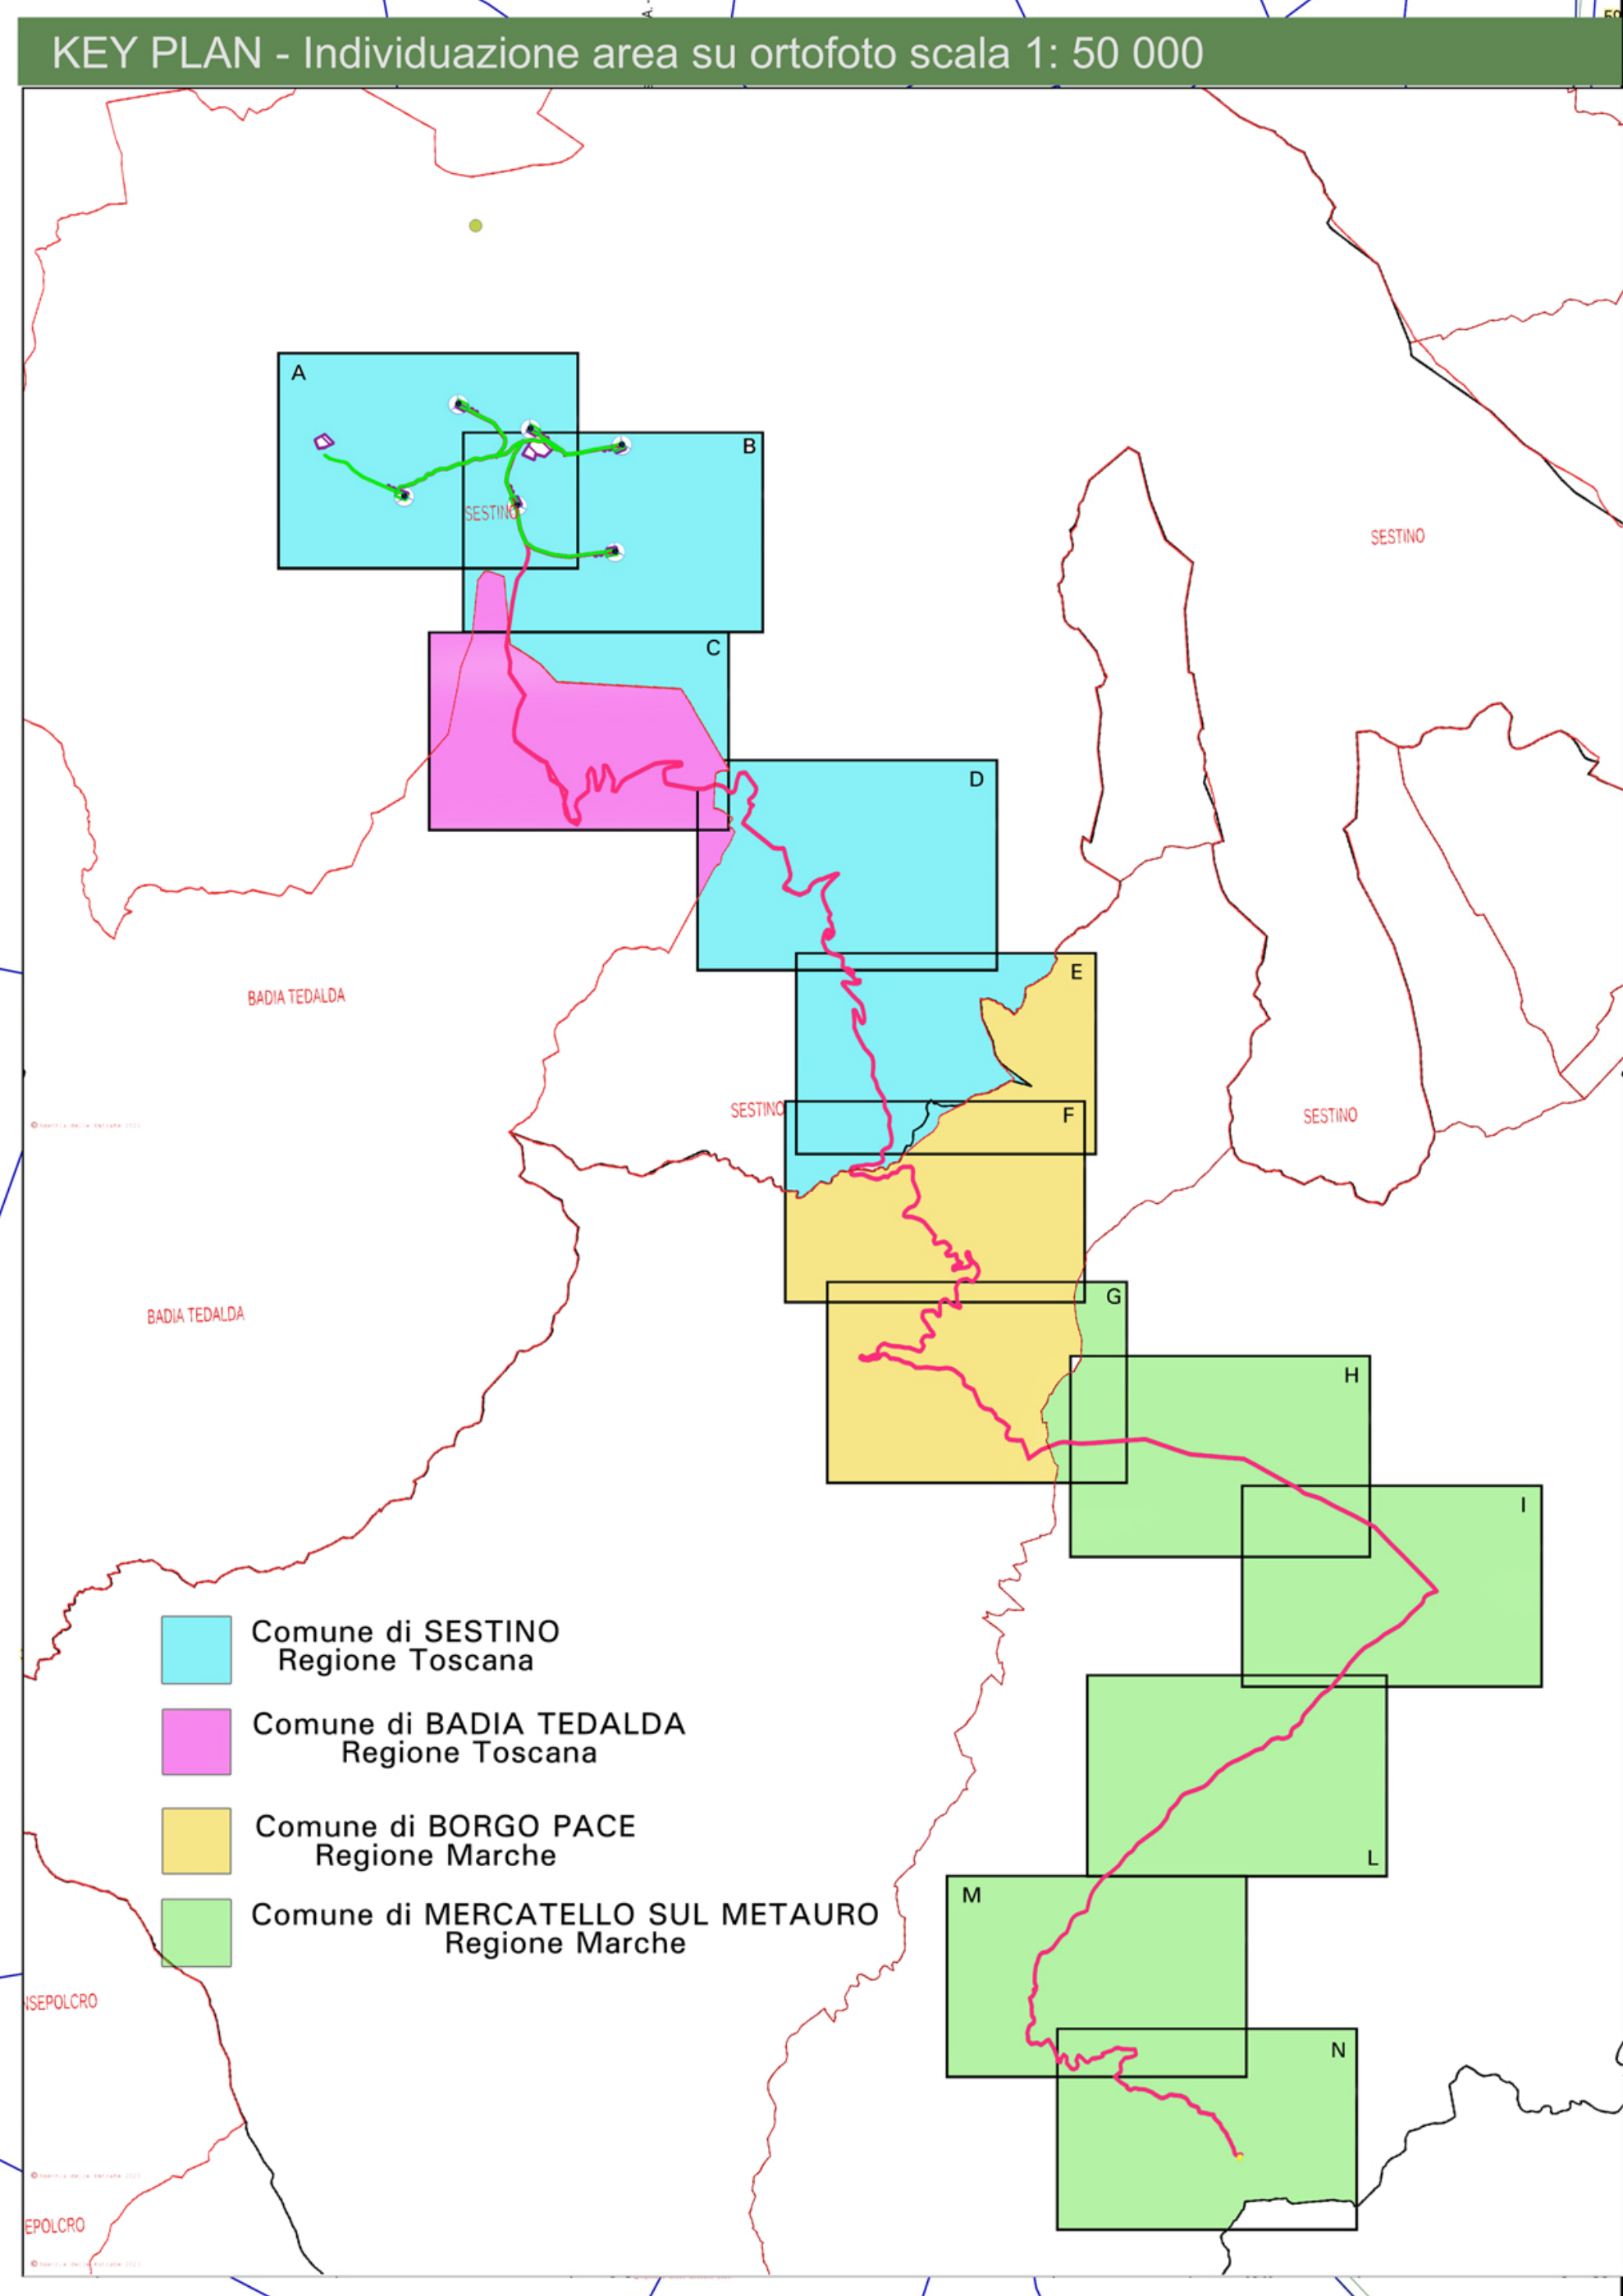 KEY PLAN - Individuazione area su ortofoto scala 1: 50 000
A
B
SESTINO
SESTINO
C
D
E
BADIA TEDALDA
SESTINO
F
SESTINO
G
BADIA TEDALDA
H
I
Comune di SESTINO
Regione Toscana
Comune di BADIA TEDALDA
Regione Toscana
Comune di BORGO PACE
Regione Marche
L
M
Comune di MERCATELLO SUL METAURO
Regione Marche
NSEPOLCRO
N
EPOLCRO